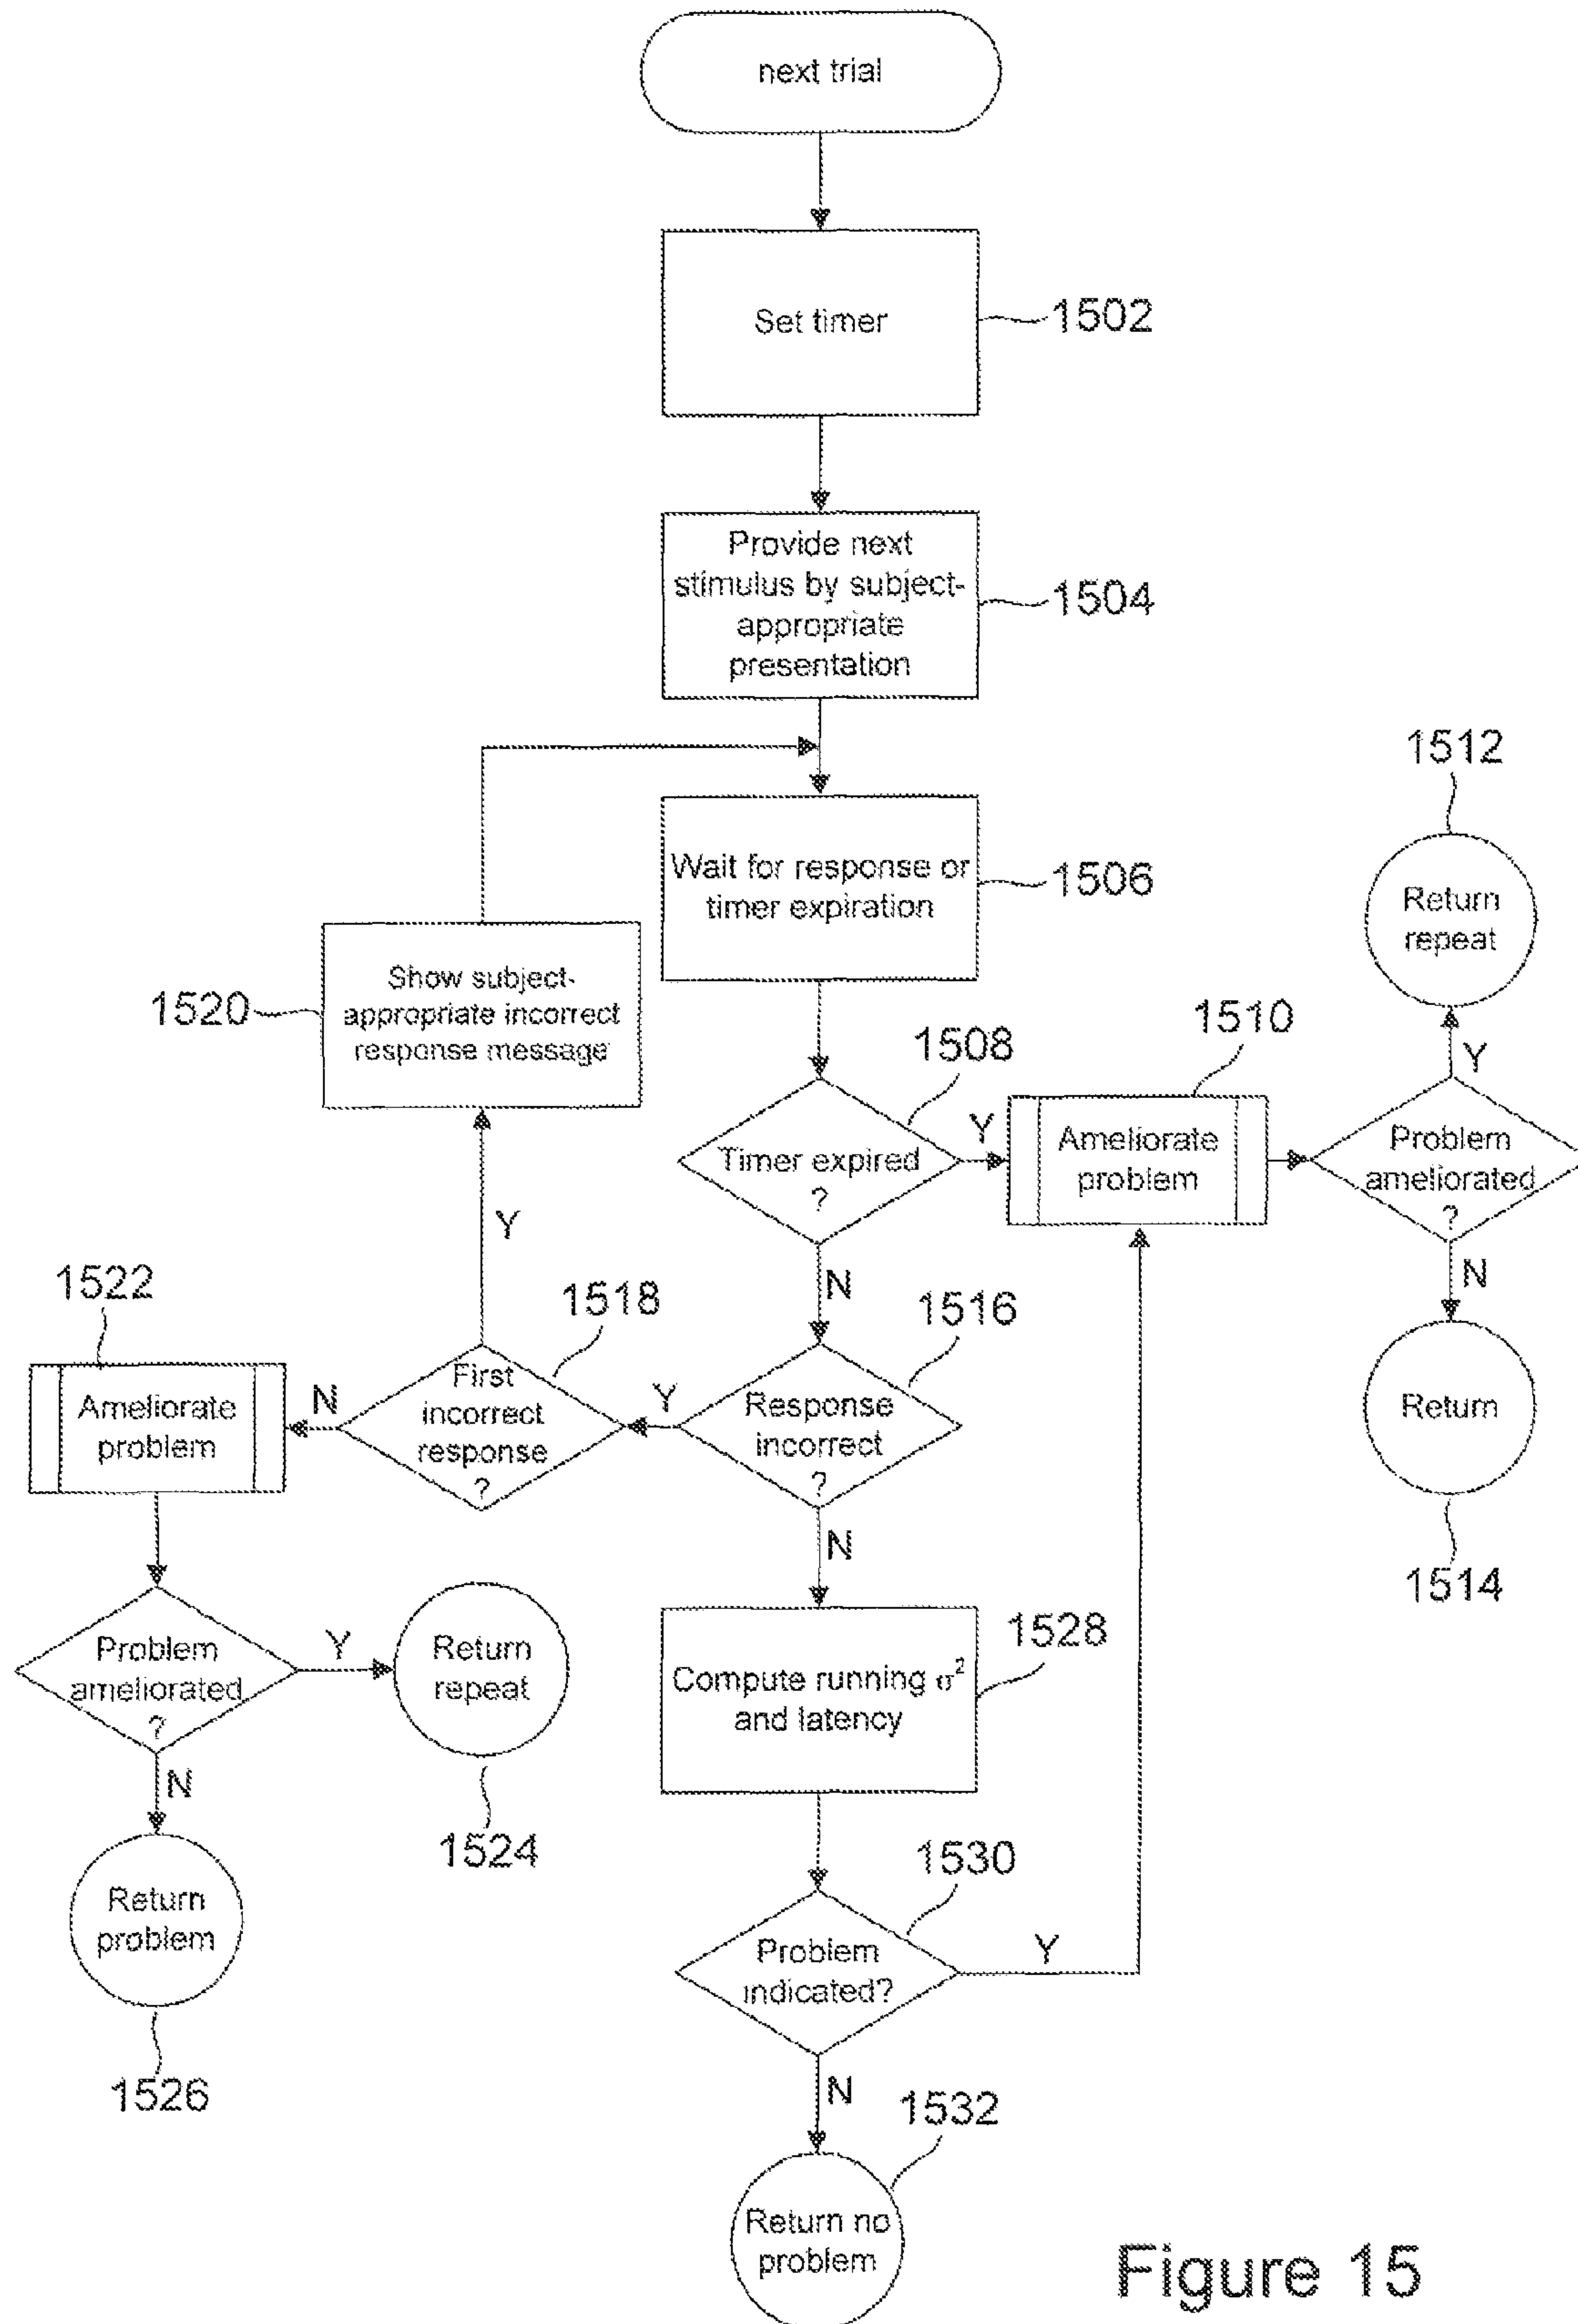 next trial
Set timer
1502
Provide next
stimulus by subject-
appropriate
presentation
1504
Wait for response or
timer expiration
1506
1512
Return
repeat
Show subject-
appropriate incorrect
response message
1520
1508
Timer expired
?
Y
1510
Ameliorate
problem
Y
Problem
ameliorated
?
N
Return
1514
Y
N
1522
Ameliorate
problem
N
1518
First
incorrect
response
?
Y
1516
Response
incorrect
?
N
Problem
ameliorated
?
Y
Return
repeat
1524
N
Return
problem
1526
1528
Compute running σ²
and latency
1530
Problem
indicated?
Y
N
1532
Return no
problem
Figure 15